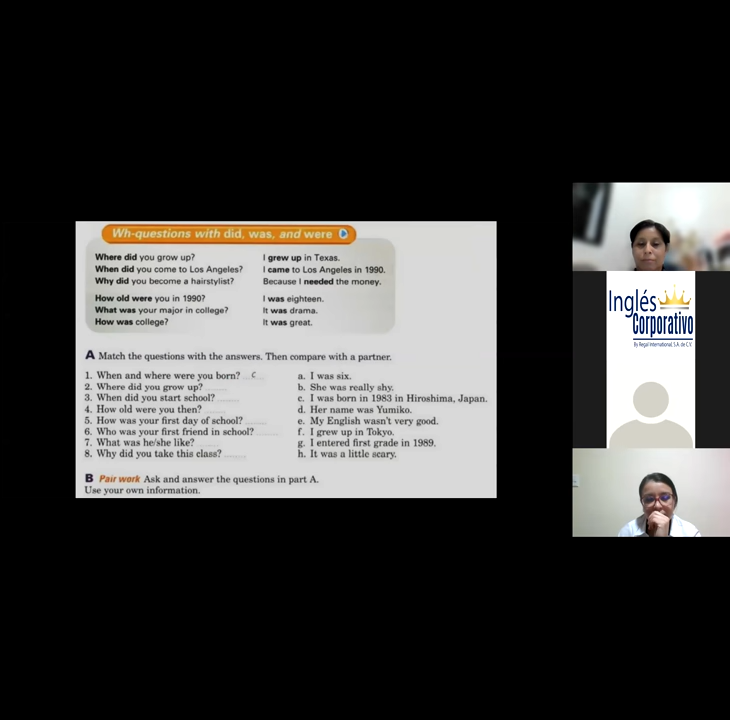 Wh-questions with did, was, and were
Where did you grow up? I grew up in Texas.
When did you come to Los Angeles? I came to Los Angeles in 1990.
Why did you become a hairstylist? Because I needed the money.
How old were you in 1990? I was eighteen.
What was your major in college? It was drama.
How was college? It was great.
A Match the questions with the answers. Then compare with a partner.
1. When and where were you born? c a. I was six.
2. Where did you grow up? b. She was really shy.
3. When did you start school? c. I was born in 1983 in Hiroshima, Japan.
4. How old were you then? d. Her name was Yumiko.
5. How was your first day of school? e. My English wasn't very good.
6. Who was your first friend in school? f. I grew up in Tokyo.
7. What was he/she like? g. I entered first grade in 1989.
8. Why did you take this class? h. It was a little scary.
B Pair work Ask and answer the questions in part A.
Use your own information.
Inglés
Corporativo
By Regal International, S.A. de C.V.